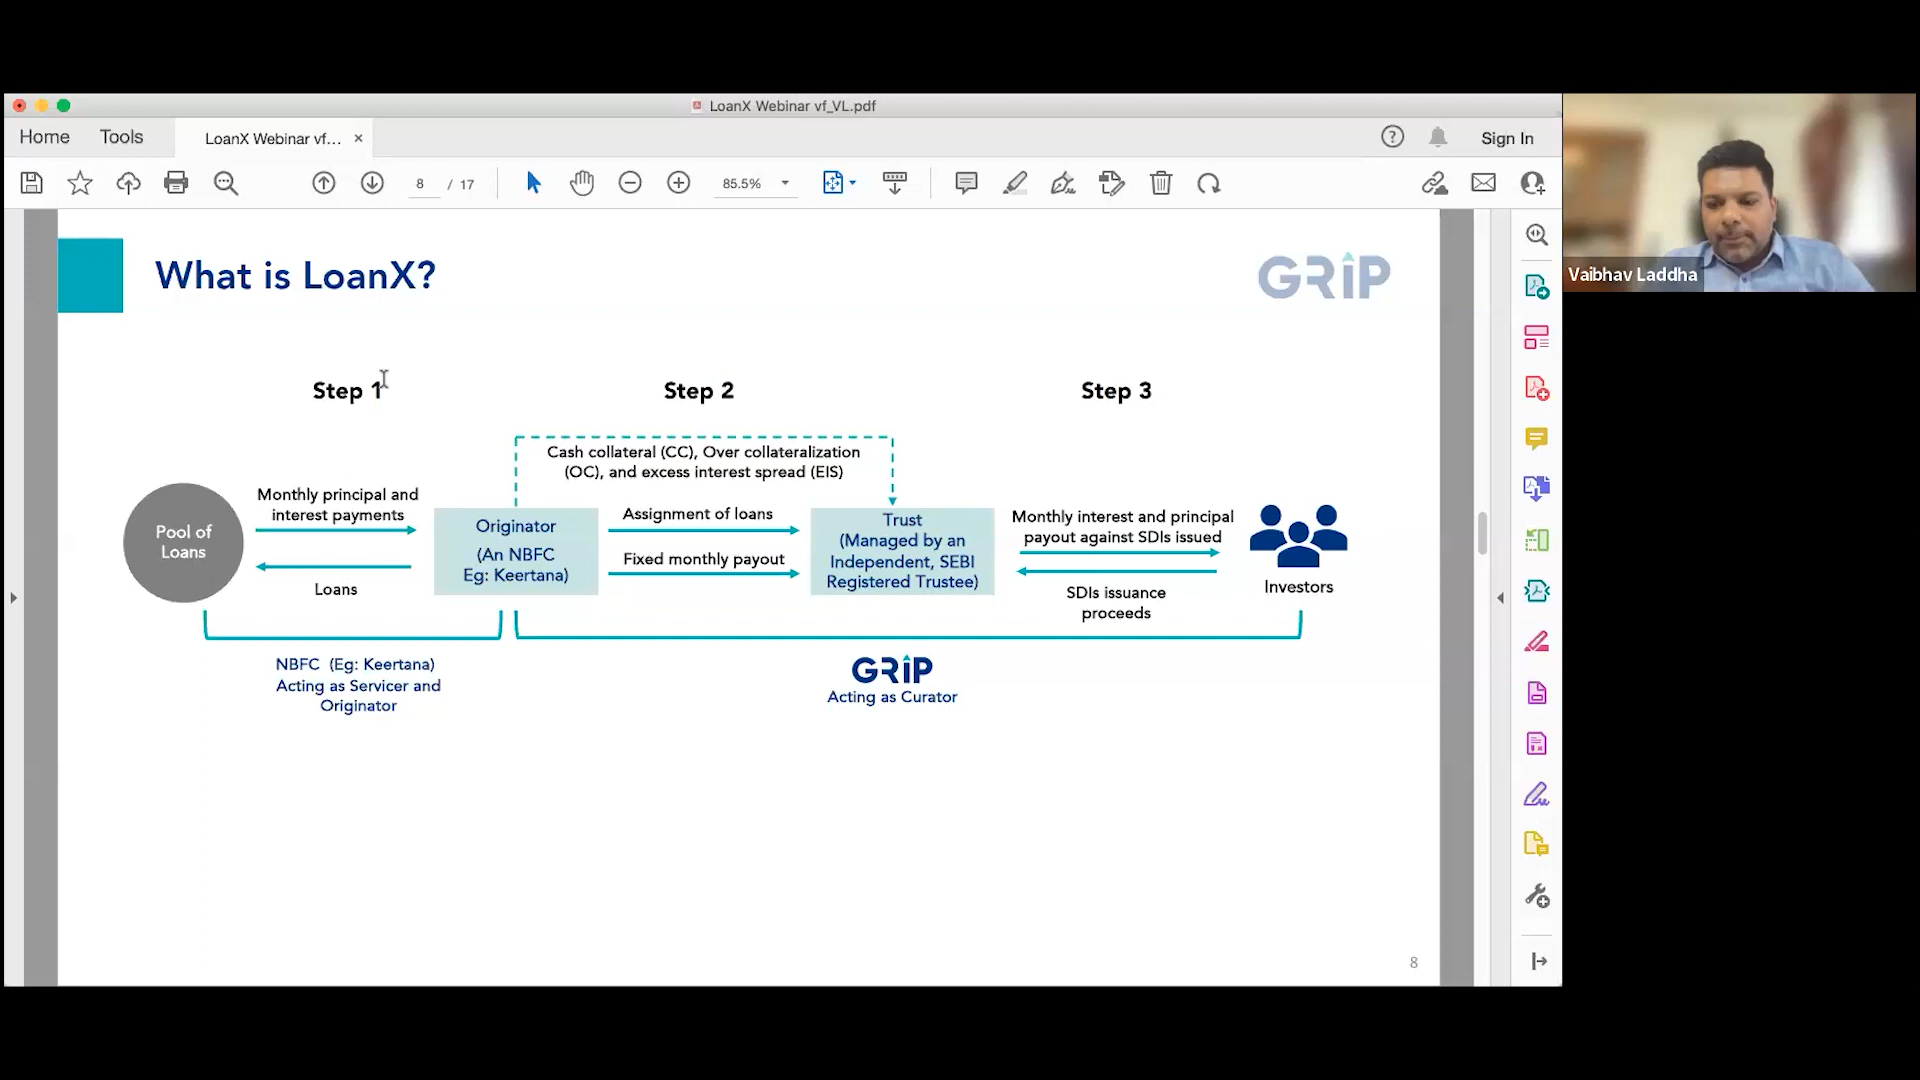 LoanX Webinar vf_VL.pdf
Home
Tools
LoanX Webinar vf...
Sign In
8 / 17
85.5%
What is LoanX?
GRIP
Step 1
Step 2
Step 3
Cash collateral (CC), Over collateralization
(OC), and excess interest spread (EIS)
Pool of
Loans
Monthly principal and
interest payments
Loans
Originator
(An NBFC
Eg: Keertana)
Assignment of loans
Fixed monthly payout
Trust
(Managed by an
Independent, SEBI
Registered Trustee)
Monthly interest and principal
payout against SDIs issued
SDIs issuance
proceeds
Investors
NBFC (Eg: Keertana)
Acting as Servicer and
Originator
GRIP
Acting as Curator
8
Vaibhav Laddha